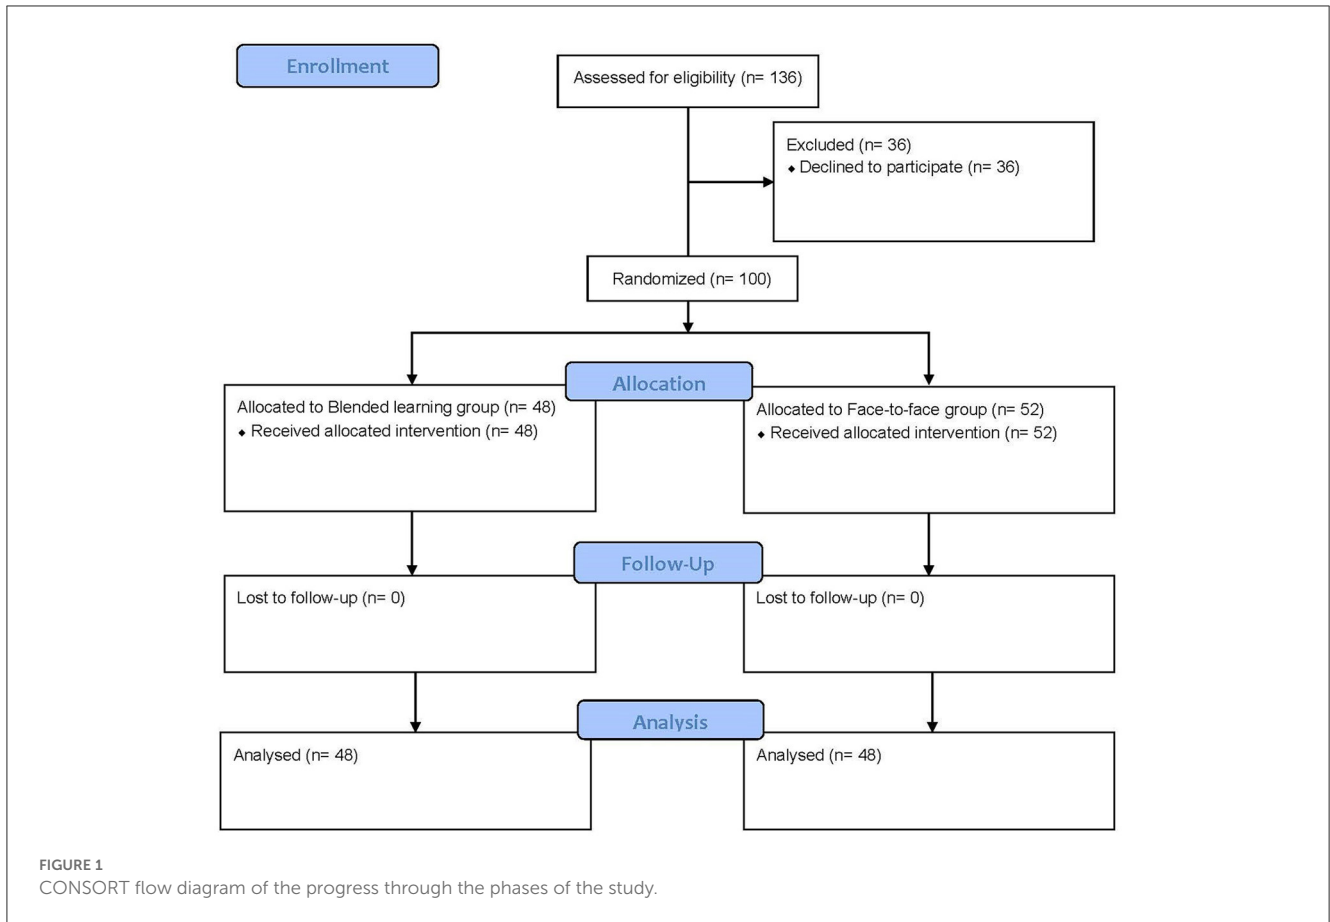 Enrollment
Assessed for eligibility (n= 136)
Excluded (n= 36)
⬥ Declined to participate (n= 36)
Randomized (n= 100)
Allocation
Allocated to Blended learning group (n= 48)
⬥ Received allocated intervention (n= 48)
Allocated to Face-to-face group (n= 52)
⬥ Received allocated intervention (n= 52)
Follow-Up
Lost to follow-up (n= 0)
Lost to follow-up (n= 0)
Analysis
Analysed (n= 48)
Analysed (n= 48)
FIGURE 1
CONSORT flow diagram of the progress through the phases of the study.